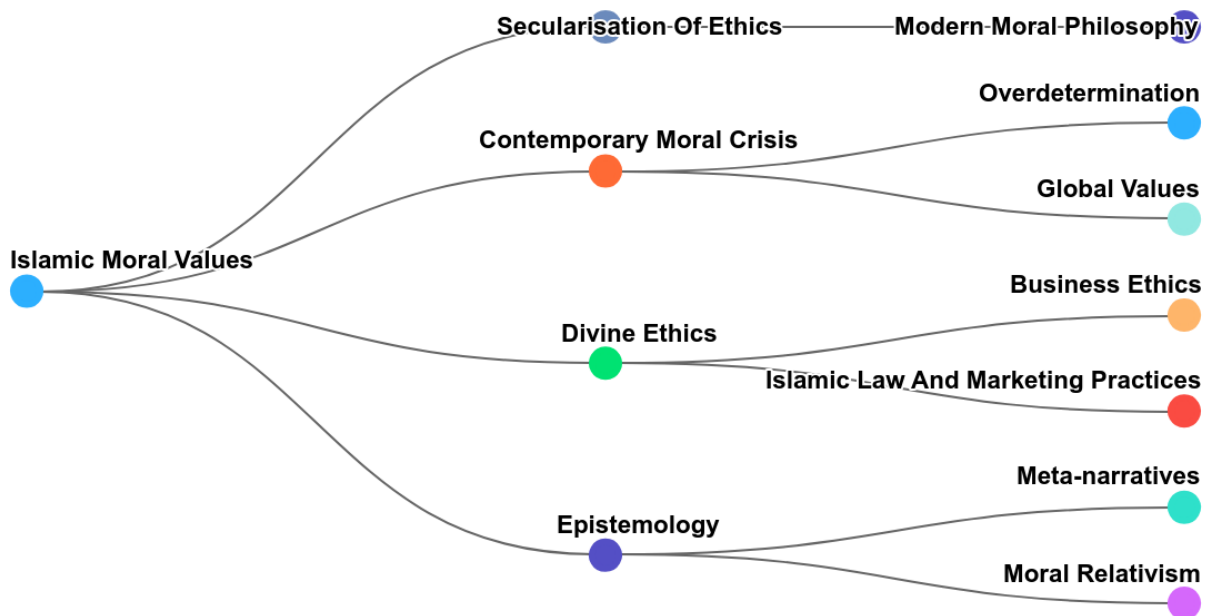 Secularisation Of Ethics
Modern Moral Philosophy
Overdetermination
Contemporary Moral Crisis
Global Values
Islamic Moral Values
Business Ethics
Divine Ethics
Islamic Law And Marketing Practices
Meta-narratives
Epistemology
Moral Relativism